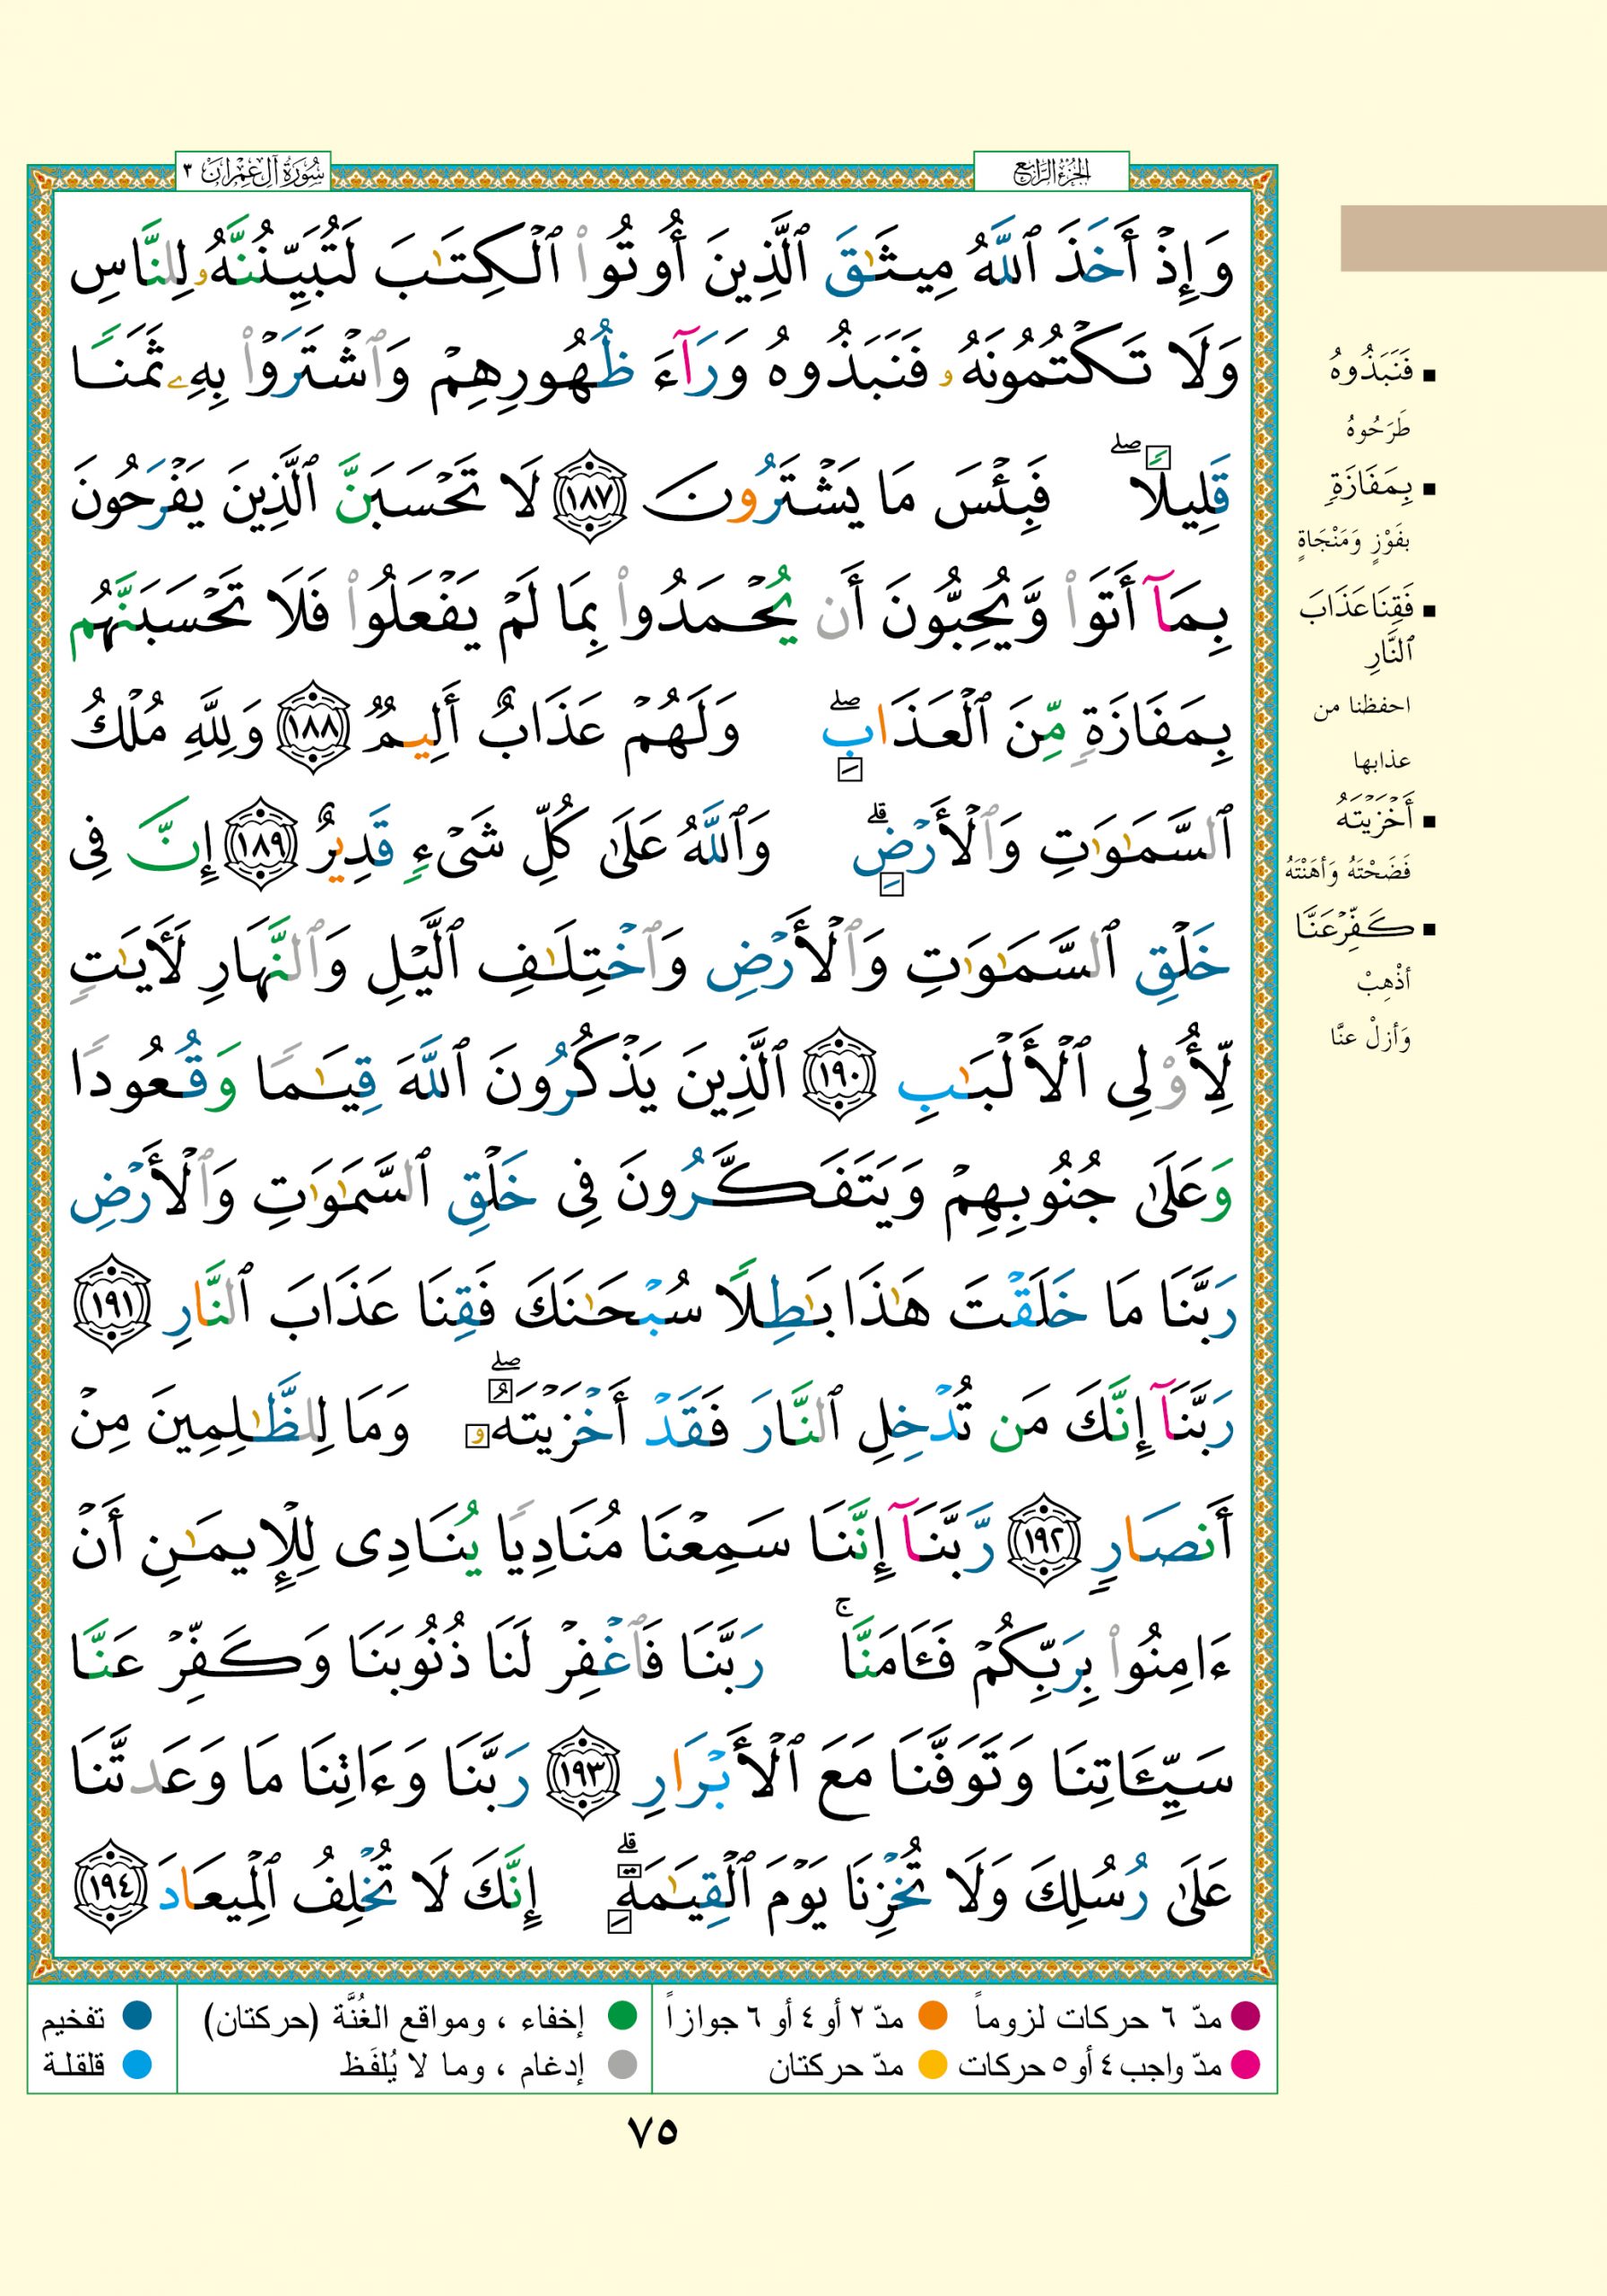 الجزء الرابع
سورة آل عمران ٣
وَإِذۡ أَخَذَ ٱللَّهُ مِيثَٰقَ ٱلَّذِينَ أُوتُواْ ٱلۡكِتَٰبَ لَتُبَيِّنُنَّهُۥ لِلنَّاسِ
وَلَا تَكۡتُمُونَهُۥ فَنَبَذُوهُ وَرَآءَ ظُهُورِهِمۡ وَٱشۡتَرَوۡاْ بِهِۦ ثَمَنٗا
قَلِيلٗاۖ فَبِئۡسَ مَا يَشۡتَرُونَ ١٨٧ لَا تَحۡسَبَنَّ ٱلَّذِينَ يَفۡرَحُونَ
بِمَآ أَتَواْ وَّيُحِبُّونَ أَن يُحۡمَدُواْ بِمَا لَمۡ يَفۡعَلُواْ فَلَا تَحۡسَبَنَّهُم
بِمَفَازَةٖ مِّنَ ٱلۡعَذَابِۖ وَلَهُمۡ عَذَابٌ أَلِيمٞ ١٨٨ وَلِلَّهِ مُلۡكُ
ٱلسَّمَٰوَٰتِ وَٱلۡأَرۡضِۗ وَٱللَّهُ عَلَىٰ كُلِّ شَيۡءٖ قَدِيرٌ ١٨٩ إِنَّ فِي
خَلۡقِ ٱلسَّمَٰوَٰتِ وَٱلۡأَرۡضِ وَٱخۡتِلَٰفِ ٱلَّيۡلِ وَٱلنَّهَارِ لَأٓيَٰتٖ
لِّأُوْلِي ٱلۡأَلۡبَٰبِ ١٩٠ ٱلَّذِينَ يَذۡكُرُونَ ٱللَّهَ قِيَٰمٗا وَقُعُودٗا
وَعَلَىٰ جُنُوبِهِمۡ وَيَتَفَكَّرُونَ فِي خَلۡقِ ٱلسَّمَٰوَٰتِ وَٱلۡأَرۡضِ
رَبَّنَا مَا خَلَقۡتَ هَٰذَا بَٰطِلٗا سُبۡحَٰنَكَ فَقِنَا عَذَابَ ٱلنَّارِ ١٩١
رَبَّنَآ إِنَّكَ مَن تُدۡخِلِ ٱلنَّارَ فَقَدۡ أَخۡزَيۡتَهُۥۖ وَمَا لِلظَّٰلِمِينَ مِنۡ
أَنصَارٖ ١٩٢ رَّبَّنَآ إِنَّنَا سَمِعۡنَا مُنَادِيٗا يُنَادِي لِلۡإِيمَٰنِ أَنۡ
ءَامِنُواْ بِرَبِّكُمۡ فَـَٔامَنَّاۚ رَبَّنَا فَٱغۡفِرۡ لَنَا ذُنُوبَنَا وَكَفِّرۡ عَنَّا
سَيِّـَٔاتِنَا وَتَوَفَّنَا مَعَ ٱلۡأَبۡرَارِ ١٩٣ رَبَّنَا وَءَاتِنَا مَا وَعَدتَّنَا
عَلَىٰ رُسُلِكَ وَلَا تُخۡزِنَا يَوۡمَ ٱلۡقِيَٰمَةِۗ إِنَّكَ لَا تُخۡلِفُ ٱلۡمِيعَادَ ١٩٤
▪ فَنَبَذُوهُ
طَرَحُوهُ
▪ بِمَفَازَةٖ
بفَوْزٍ وَمَنْجَاةٍ
▪ فَقِنَا عَذَابَ
ٱلنَّارِ
احفظنا من
عذابها
▪ أَخۡزَيۡتَهُ
فَضَحْتَهُ وَأهَنْتَهُ
▪ كَفِّرۡ عَنَّا
أذْهِبْ
وَأزلْ عنَّا
مدّ ٦ حركات لزوماً مدّ ٢ أو ٤ أو ٦ جوازاً إخفاء ، ومواقع الغُنَّة (حركتان) تفخيم
مدّ واجب ٤ أو ٥ حركات مدّ حركتان إدغام ، وما لا يُلفَظ قلقلة
٧٥